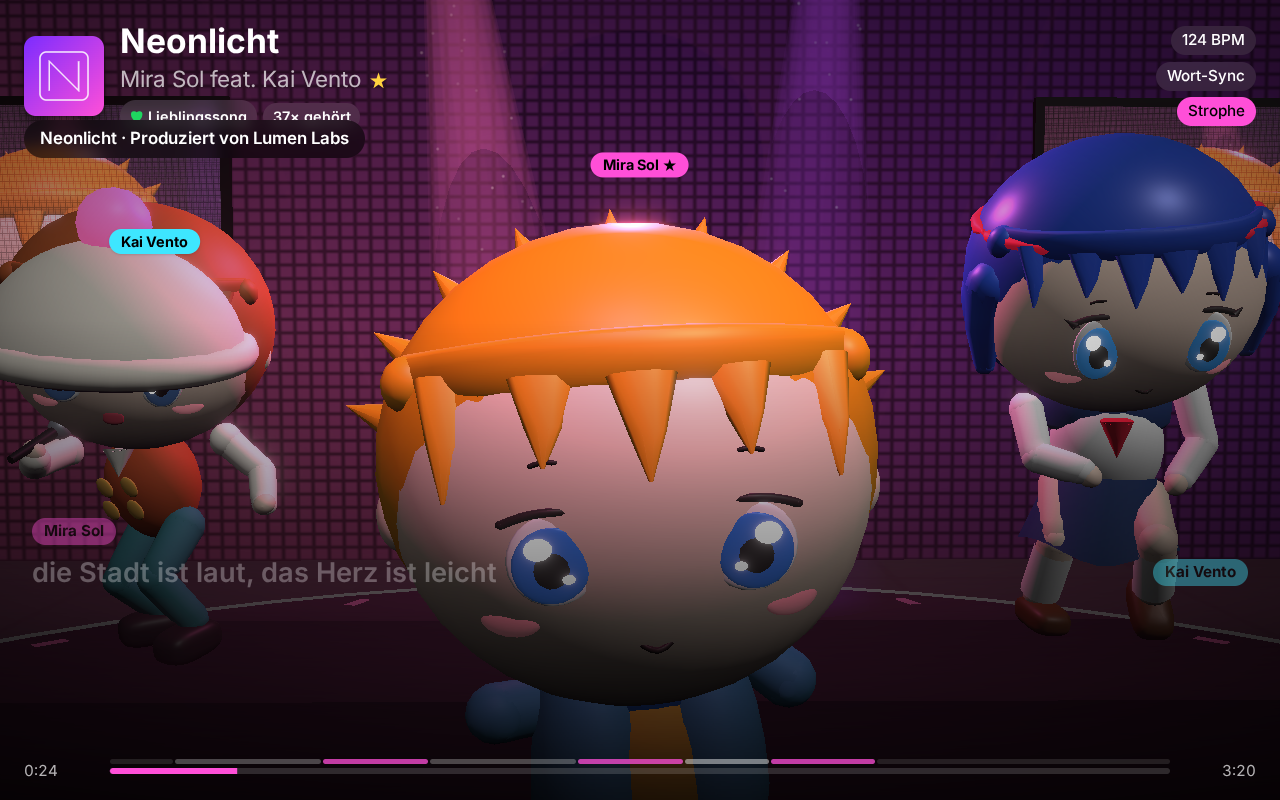 N
Neonlicht
Mira Sol feat. Kai Vento ★
Lieblingssong
37× gehört
Neonlicht · Produziert von Lumen Labs
124 BPM
Wort-Sync
Strophe
Mira Sol ★
Kai Vento
Mira Sol
die Stadt ist laut, das Herz ist leicht
Kai Vento
0:24
3:20